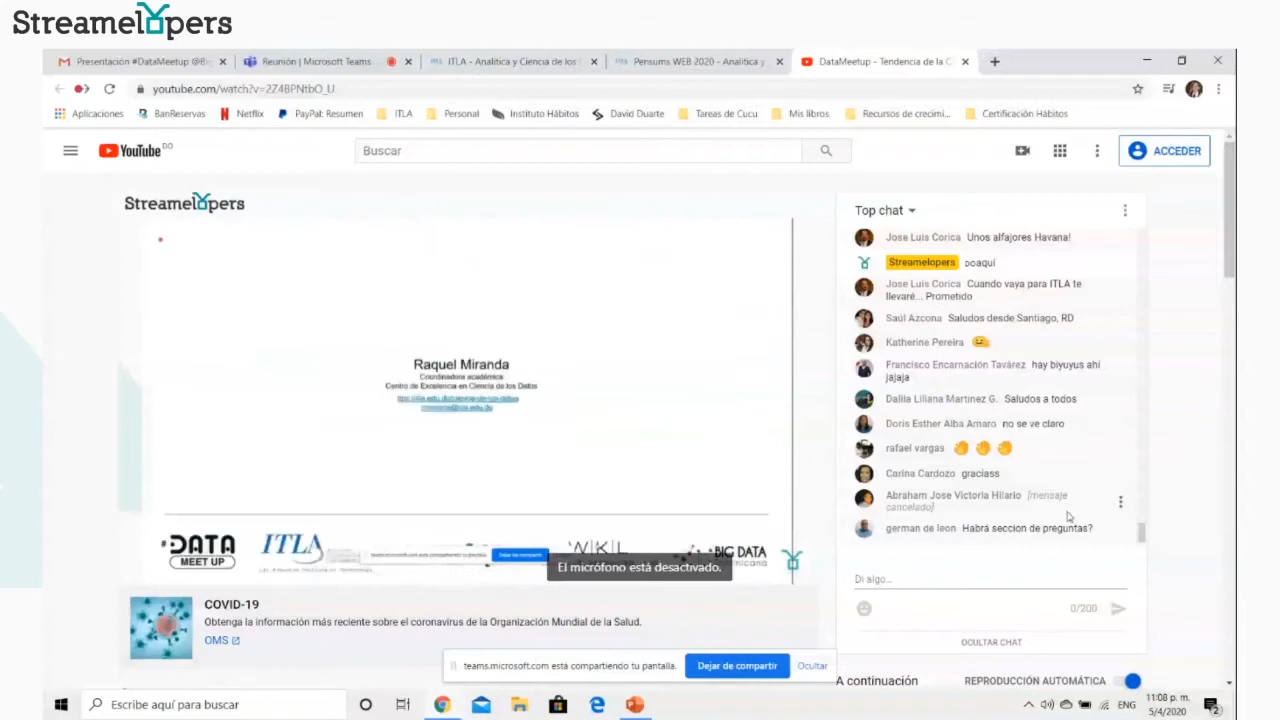 Streamelopers
Presentación #DataMeetup @Big
Reunión | Microsoft Teams
ITLA - Analítica y Ciencia de los
Pensums WEB 2020 - Analítica y
DataMeetup - Tendencia de la C
youtube.com/watch?v=2Z4BPNtbO_U
Aplicaciones
BanReservas
Netflix
PayPal: Resumen
ITLA
Personal
Instituto Hábitos
David Duarte
Tareas de Cucu
Mis libros
Recursos de crecimi...
Certificación Hábitos
YouTube DO
Buscar
ACCEDER
Streamelopers
Raquel Miranda
Coordinadora académica
Centro de Excelencia en Ciencia de los Datos
#DATA
MEET UP
ITLA
Dejar de compartir
BIG DATA
El micrófono está desactivado.
Top chat
Jose Luis Corica Unos alfajores Havana!
Streamelopers
Jose Luis Corica Cuando vaya para ITLA te
llevaré... Prometido
Saúl Azcona Saludos desde Santiago, RD
Katherine Pereira
Francisco Encarnación Tavárez hay biyuyus ahi
jajaja
Dalila Liliana Martinez G. Saludos a todos
Doris Esther Alba Amaro no se ve claro
rafael vargas 👏 👏 👏
Carina Cardozo graciass
Abraham Jose Victoria Hilario [mensaje
cancelado]
german de leon Habrá seccion de preguntas?
Di algo...
0/200
OCULTAR CHAT
COVID-19
Obtenga la información más reciente sobre el coronavirus de la Organización Mundial de la Salud.
OMS
teams.microsoft.com está compartiendo tu pantalla.
Dejar de compartir
Ocultar
A continuación
REPRODUCCIÓN AUTOMÁTICA
Escribe aquí para buscar
ENG
11:08 p. m.
5/4/2020
2